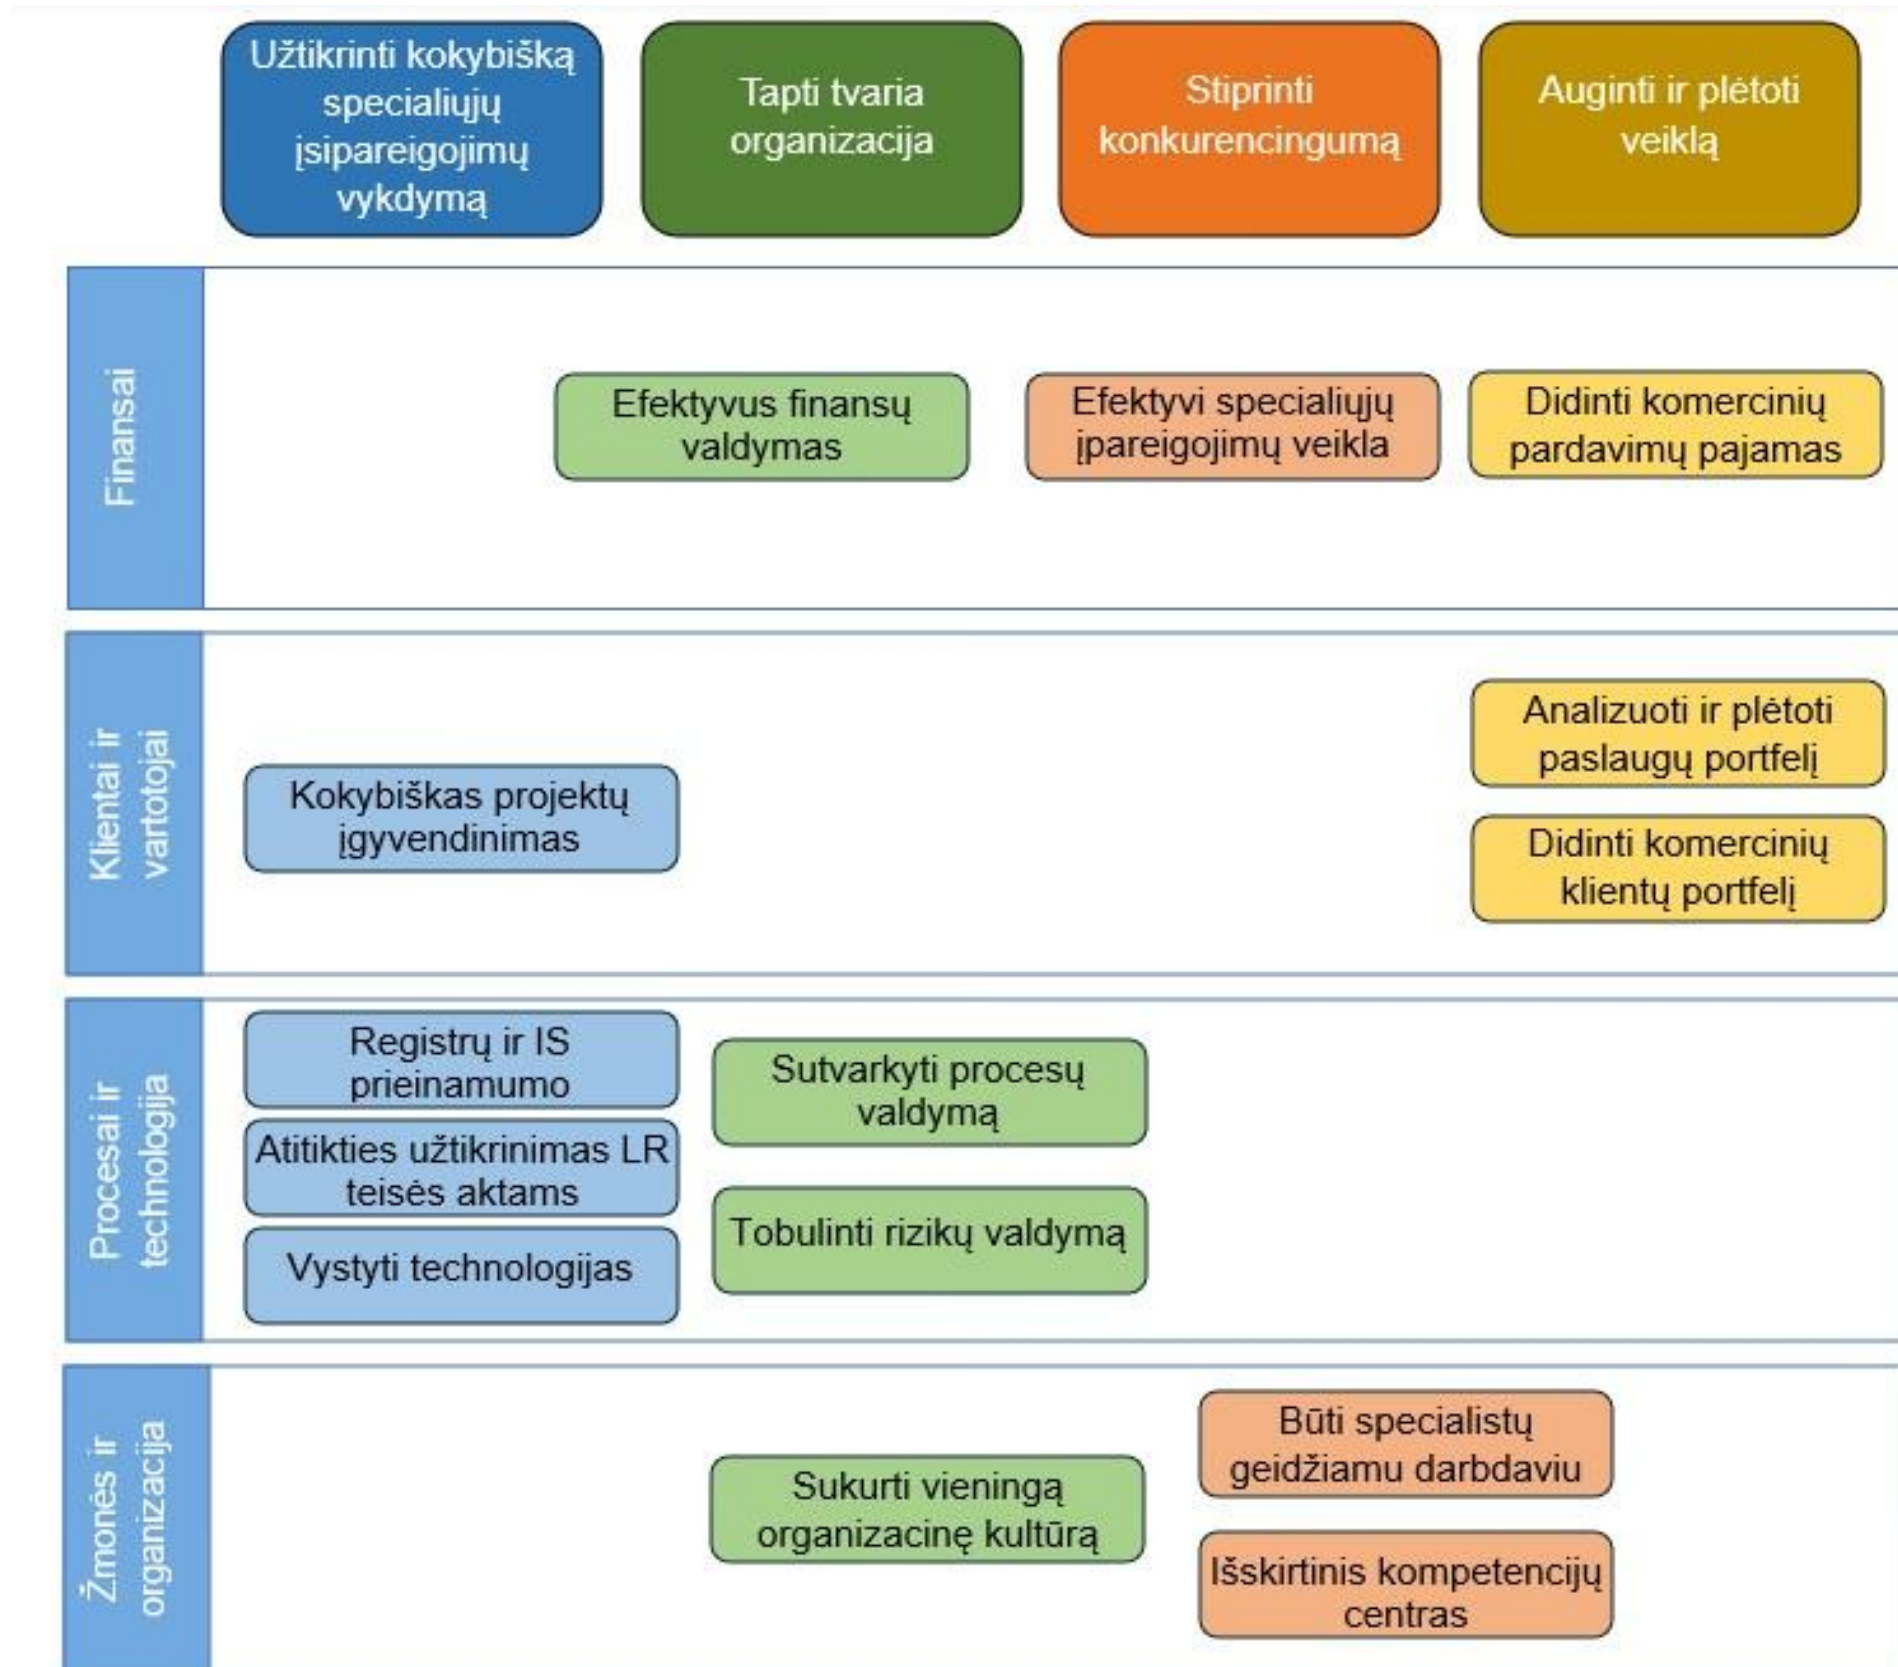 Užtikrinti kokybišką
specialiųjų
įsipareigojimų
vykdymą
Tapti tvaria
organizacija
Stiprinti
konkurencingumą
Auginti ir plėtoti
veiklą
Finansai
Efektyvus finansų
valdymas
Efektyvi specialiųjų
įpareigojimų veikla
Didinti komercinių
pardavimų pajamas
Klientai ir
vartotojai
Kokybiškas projektų
įgyvendinimas
Analizuoti ir plėtoti
paslaugų portfelį
Didinti komercinių
klientų portfelį
Procesai ir
technologija
Registrų ir IS
prieinamumo
Atitikties užtikrinimas LR
teisės aktams
Vystyti technologijas
Sutvarkyti procesų
valdymą
Tobulinti rizikų valdymą
Žmonės ir
organizacija
Sukurti vieningą
organizacinę kultūrą
Būti specialistų
geidžiamu darbdaviu
Išskirtinis kompetencijų
centras